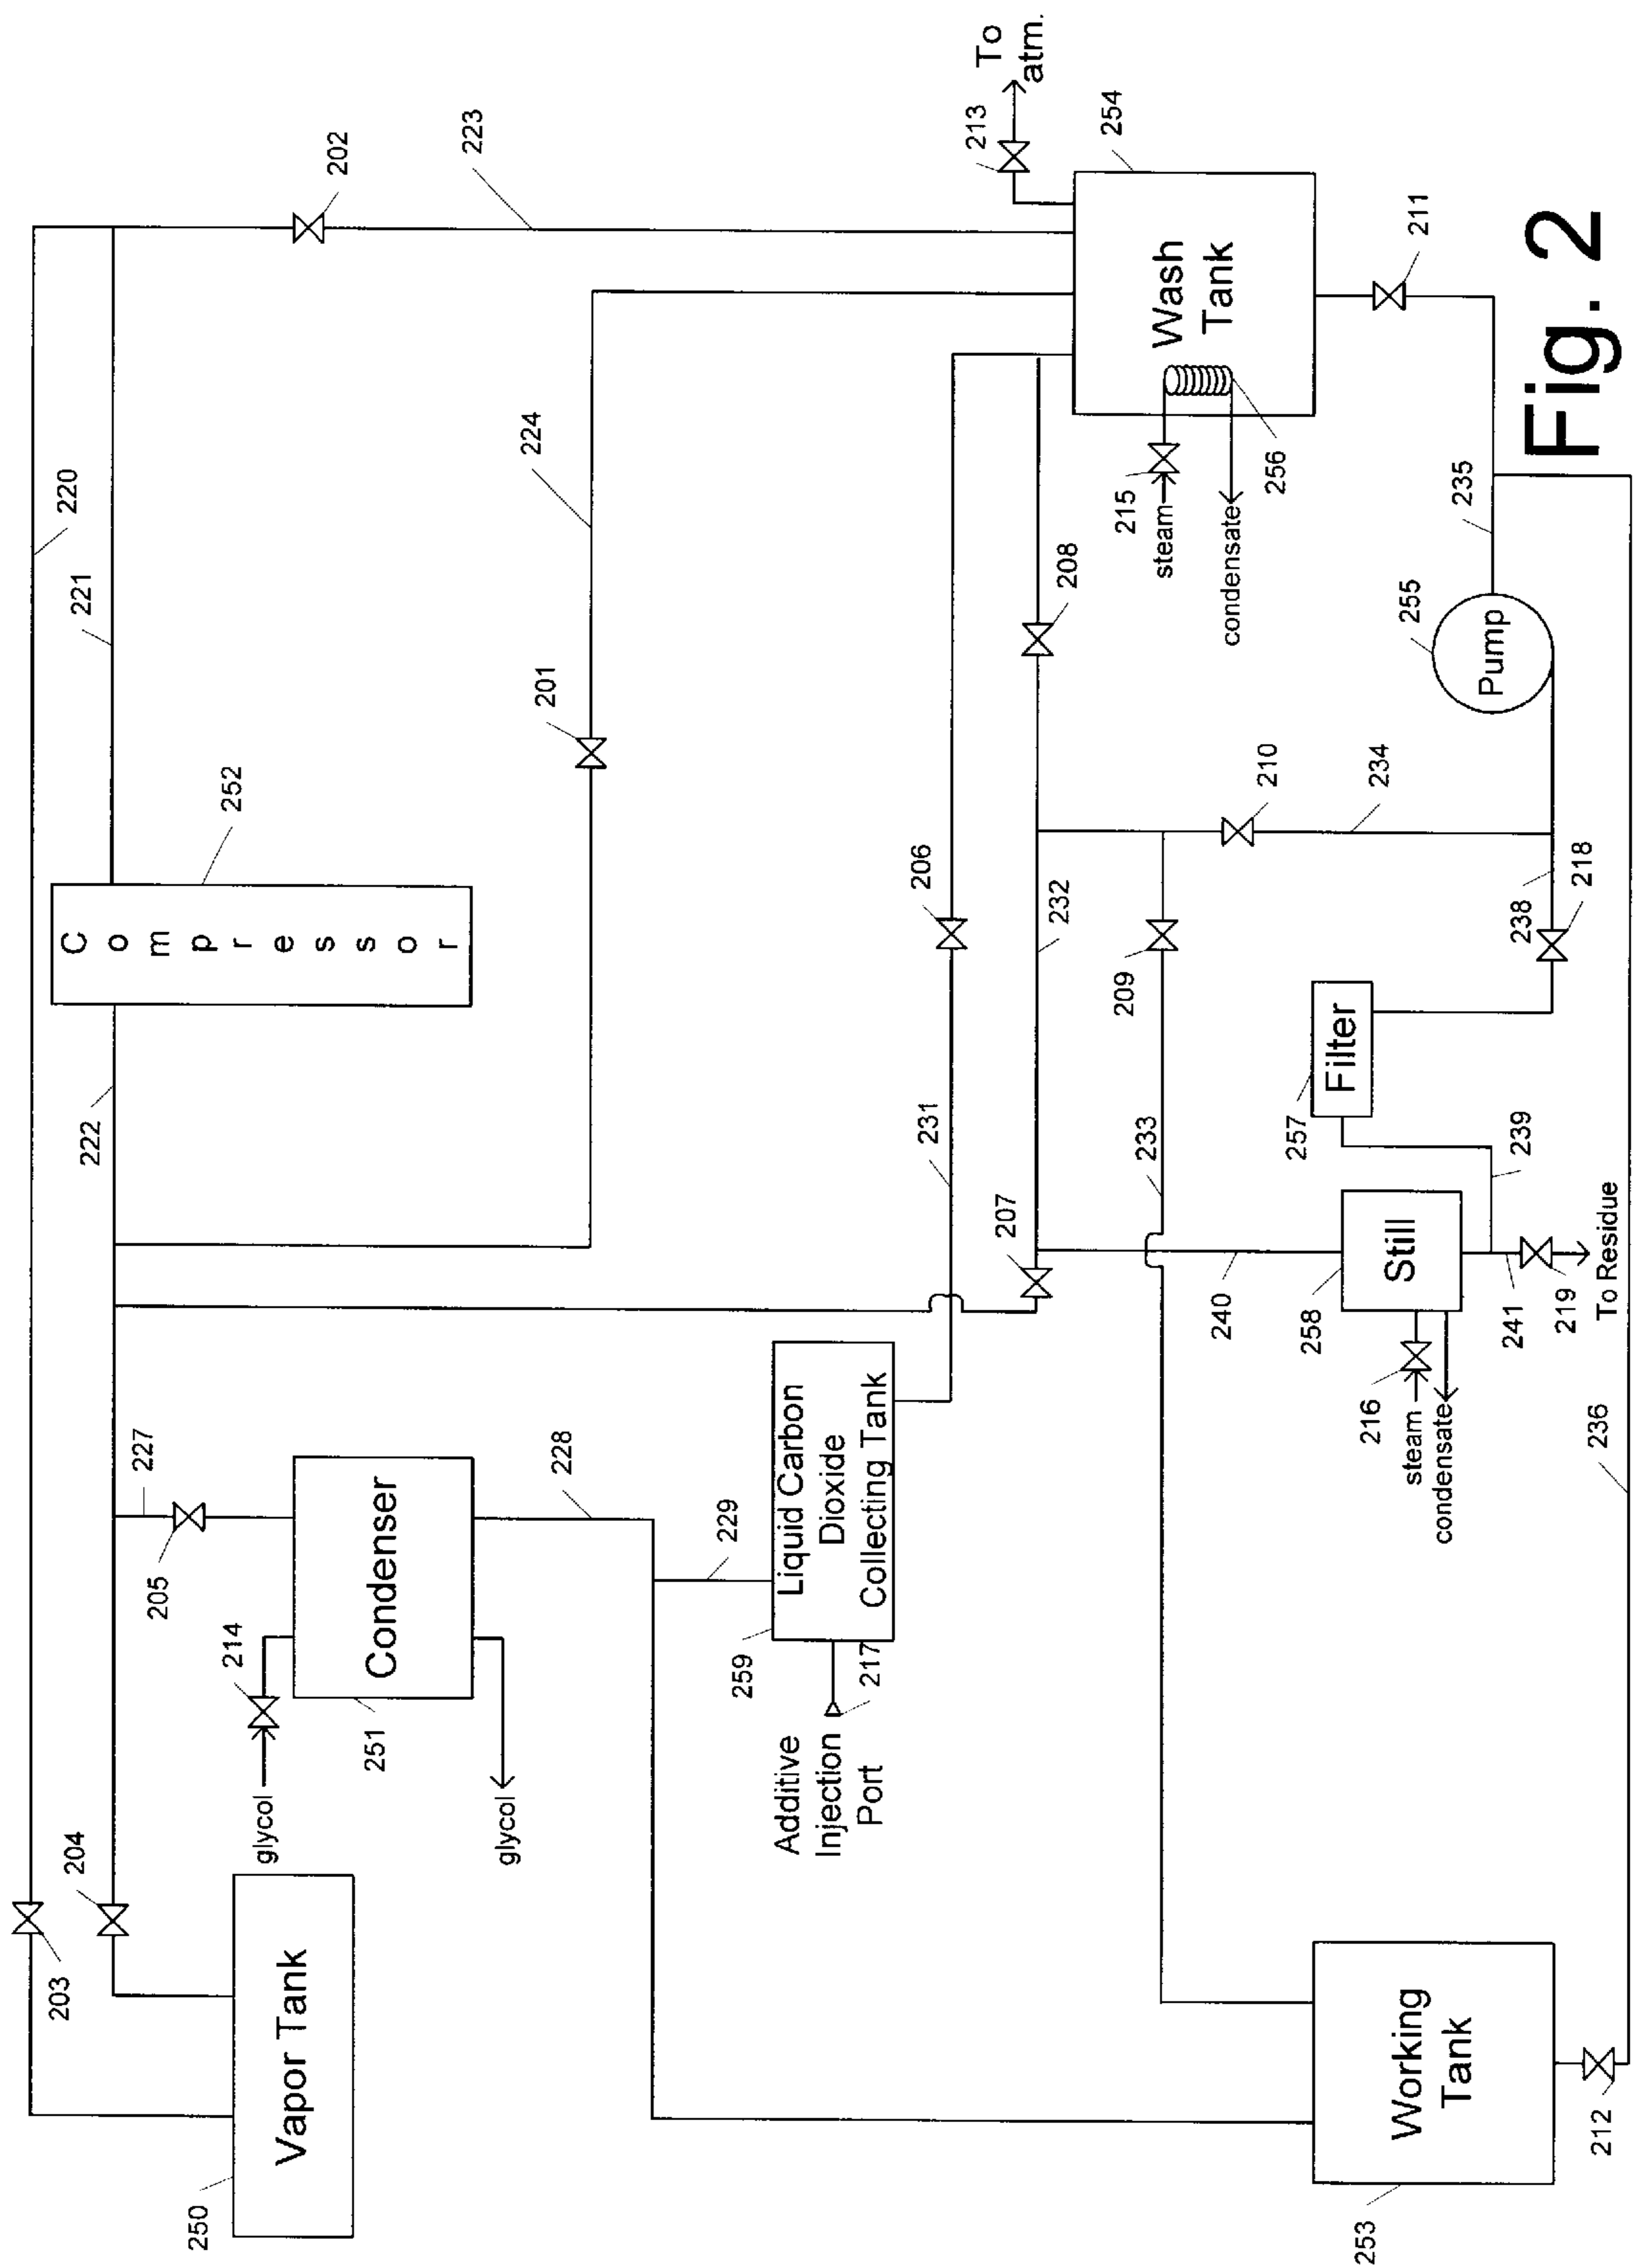 220
221
222
Compressor
252
202
223
203
204
227
205
Vapor Tank
250
214
glycol
glycol
Condenser
251
228
224
201
229
Liquid Carbon
Dioxide
Collecting Tank
259
Additive
Injection
Port
217
231
206
213
To
atm.
207
232
208
Wash
Tank
254
215
steam
condensate
256
233
209
210
234
240
Still
258
216
steam
condensate
241
219
To Residue
Filter
257
239
238
218
Pump
255
235
211
236
Working
Tank
253
212
Fig. 2